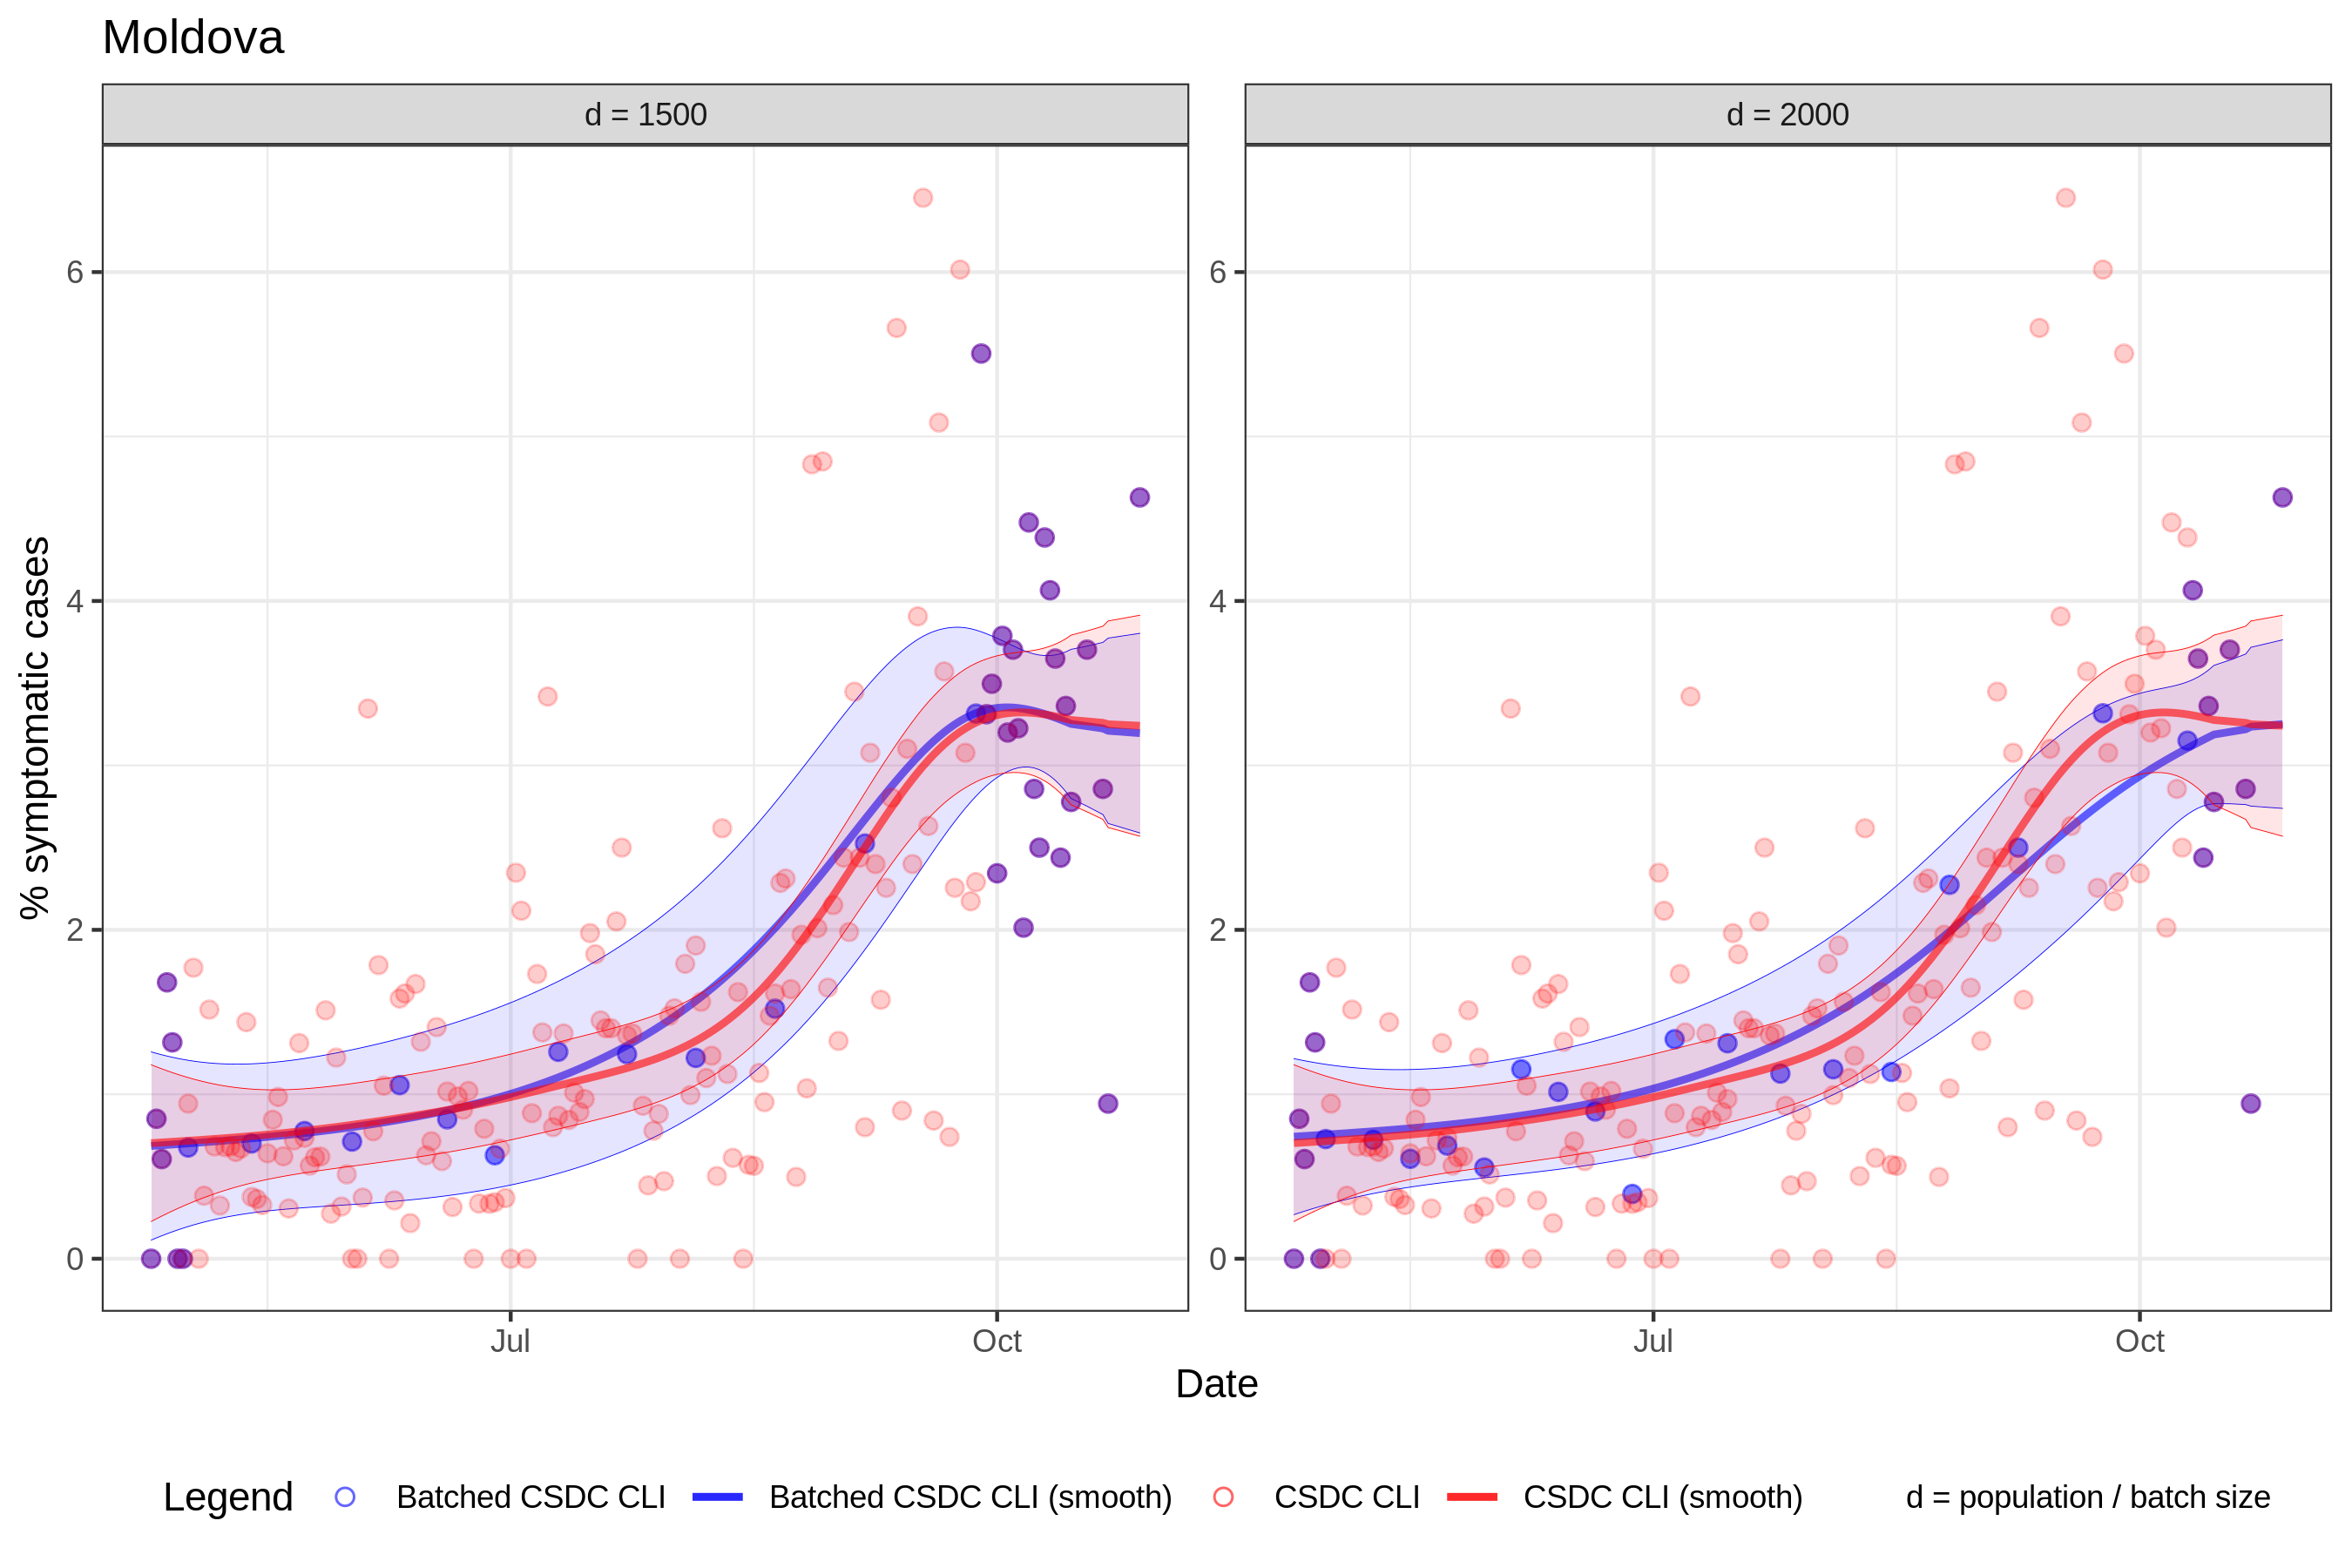 Moldova
d = 1500
d = 2000
% symptomatic cases
6
4
2
0
6
4
2
0
Jul
Oct
Jul
Oct
Date
Legend
Batched CSDC CLI
Batched CSDC CLI (smooth)
CSDC CLI
CSDC CLI (smooth)
d = population / batch size